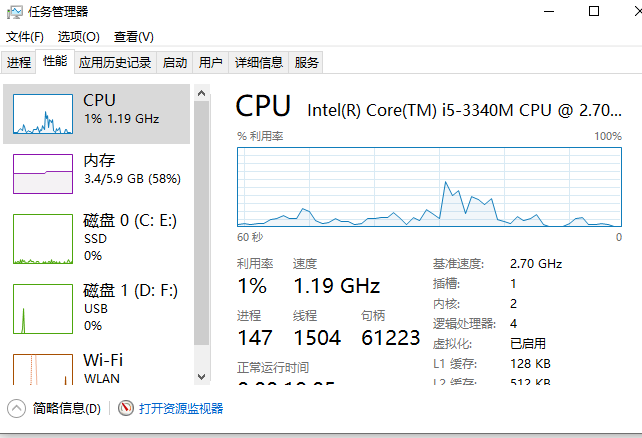 任务管理器
文件(F) 选项(O) 查看(V)
进程 性能 应用历史记录 启动 用户 详细信息 服务
CPU
1% 1.19 GHz
内存
3.4/5.9 GB (58%)
磁盘 0 (C: E:)
SSD
0%
磁盘 1 (D: F:)
USB
0%
Wi-Fi
WLAN
CPU Intel(R) Core(TM) i5-3340M CPU @ 2.70...
% 利用率 100%
60 秒 0
利用率 速度
1% 1.19 GHz
进程 线程 句柄
147 1504 61223
正常运行时间
基准速度: 2.70 GHz
插槽: 1
内核: 2
逻辑处理器: 4
虚拟化: 已启用
L1 缓存: 128 KB
L2 缓存: 512 KB
简略信息(D) 打开资源监视器